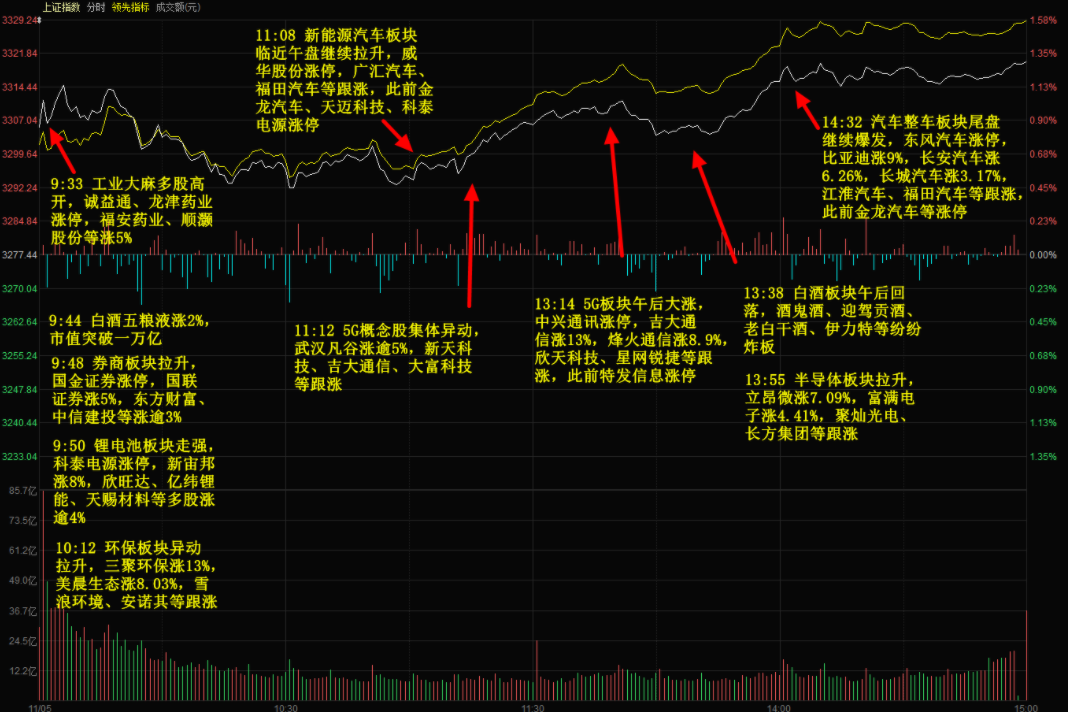 上证指数 分时 领先指标 成交额(元)
3329.24
3321.84
3314.44
3307.04
3299.64
3292.24
3284.84
3277.44
3270.04
3262.64
3255.24
3247.84
3240.44
3233.04
85.7亿
73.5亿
61.2亿
49.0亿
36.7亿
24.5亿
12.2亿
9:33 工业大麻多股高
开，诚益通、龙津药业
涨停，福安药业、顺灏
股份等涨5%
9:44 白酒五粮液涨2%，
市值突破一万亿
9:48 券商板块拉升，
国金证券涨停，国联
证券涨5%，东方财富、
中信建投等涨逾3%
9:50 锂电池板块走强，
科泰电源涨停，新宙邦
涨8%，欣旺达、亿纬锂
能、天赐材料等多股涨
逾4%
10:12 环保板块异动
拉升，三聚环保涨13%，
美晨生态涨8.03%，雪
浪环境、安诺其等跟涨
11:08 新能源汽车板块
临近午盘继续拉升，威
华股份涨停，广汇汽车、
福田汽车等跟涨，此前金
龙汽车、天迈科技、科泰
电源涨停
11:12 5G概念股集体异动，
武汉凡谷涨逾5%，新天科
技、吉大通信、大富科技
等跟涨
13:14 5G板块午后大涨，
中兴通讯涨停，吉大通
信涨13%，烽火通信涨8.9%，
欣天科技、星网锐捷等跟
涨，此前特发信息涨停
13:38 白酒板块午后回
落，酒鬼酒、迎驾贡酒、
老白干酒、伊力特等纷纷
炸板
13:55 半导体板块拉升，
立昂微涨7.09%，富满电
子涨4.41%，聚灿光电、
长方集团等跟涨
14:32 汽车整车板块尾盘
继续爆发，东风汽车涨停，
比亚迪涨9%，长安汽车涨
6.26%，长城汽车涨3.17%，
江淮汽车、福田汽车等跟涨，
此前金龙汽车等涨停
1.58%
1.35%
1.13%
0.90%
0.68%
0.45%
0.23%
0.00%
0.23%
0.45%
0.68%
0.90%
1.13%
1.35%
11/05
10:30
11:30
14:00
15:00